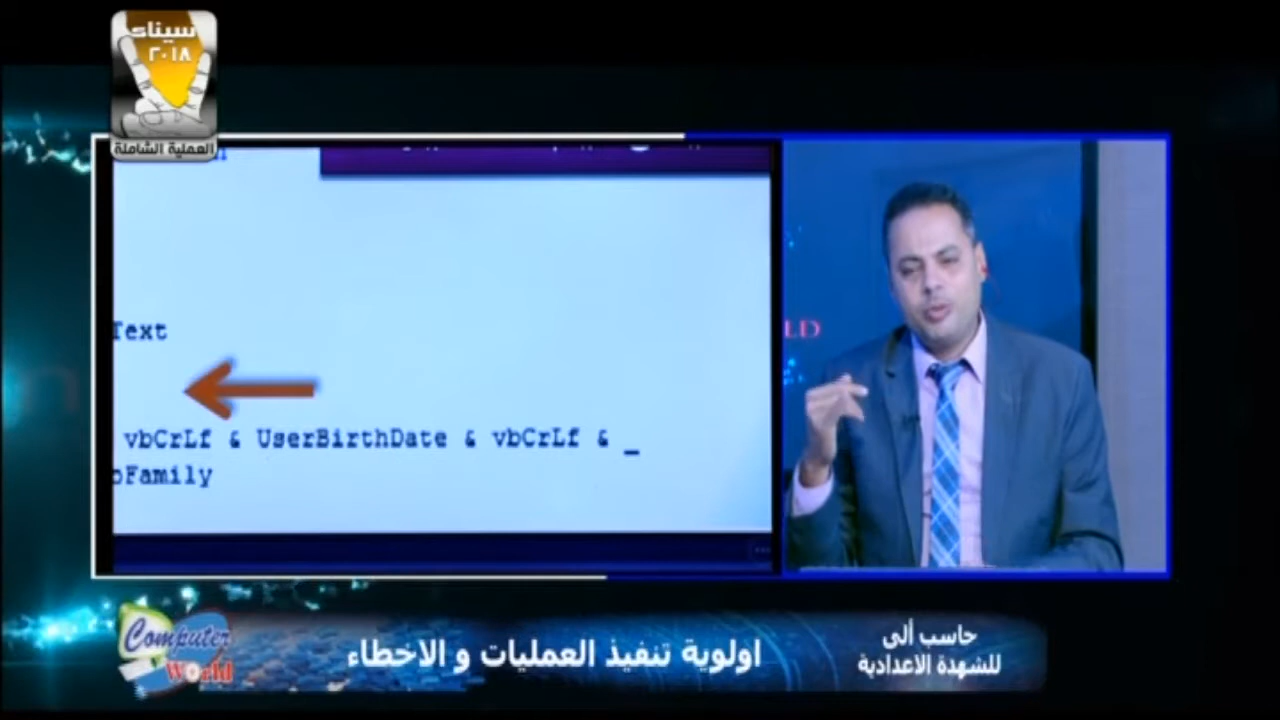 سيناء
٢٠١٨
العملية الشاملة
Text
vbCrLf & UserBirthDate & vbCrLf & _
oFamily
LD
Computer
World
اولوية تنفيذ العمليات و الاخطاء
حاسب ألى
للشهدة الاعدادية